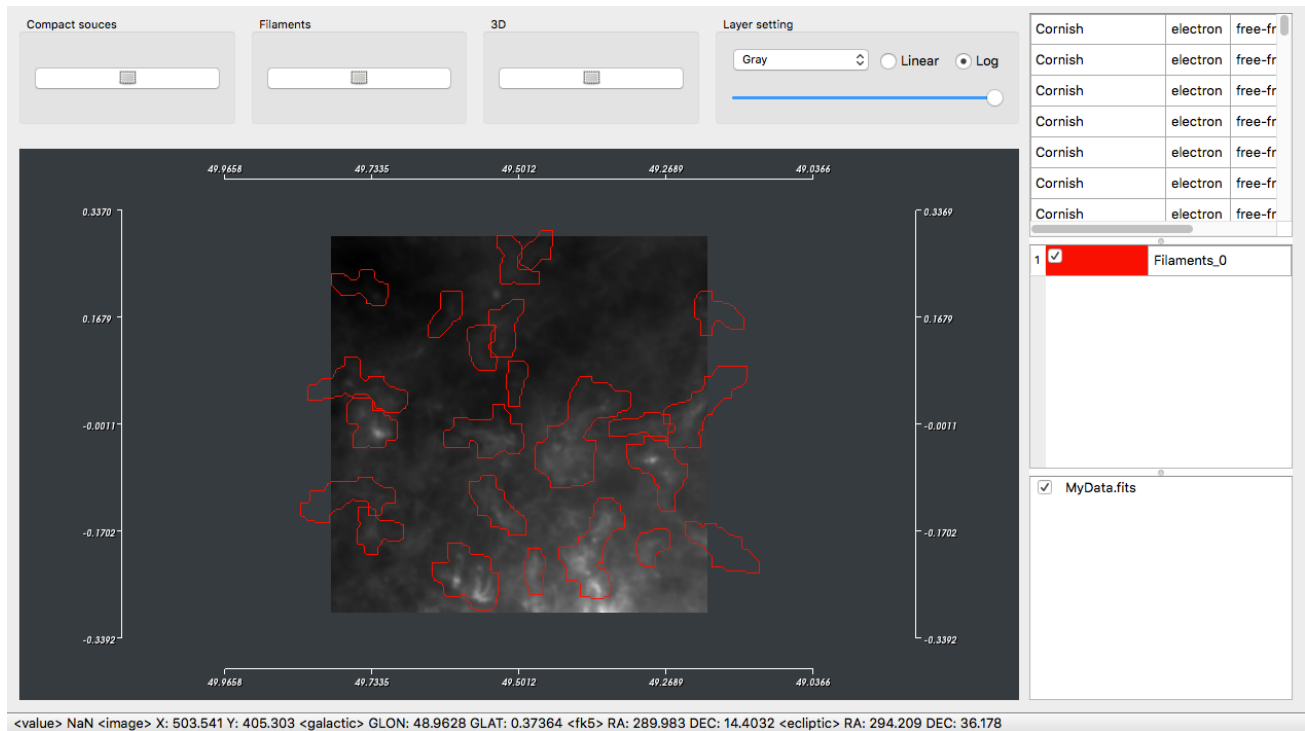 Compact souces Filaments 3D Layer setting
Gray Linear Log
Cornish electron free-fr
Cornish electron free-fr
Cornish electron free-fr
Cornish electron free-fr
Cornish electron free-fr
Cornish electron free-fr
Cornish electron free-fr
1 Filaments_0
MyData.fits
49.9658 49.7335 49.5012 49.2689 49.0366
0.3370 0.3369
0.1679 0.1679
-0.0011 -0.0011
-0.1702 -0.1702
-0.3392 -0.3392
49.9658 49.7335 49.5012 49.2689 49.0366
<value> NaN <image> X: 503.541 Y: 405.303 <galactic> GLON: 48.9628 GLAT: 0.37364 <fk5> RA: 289.983 DEC: 14.4032 <ecliptic> RA: 294.209 DEC: 36.178